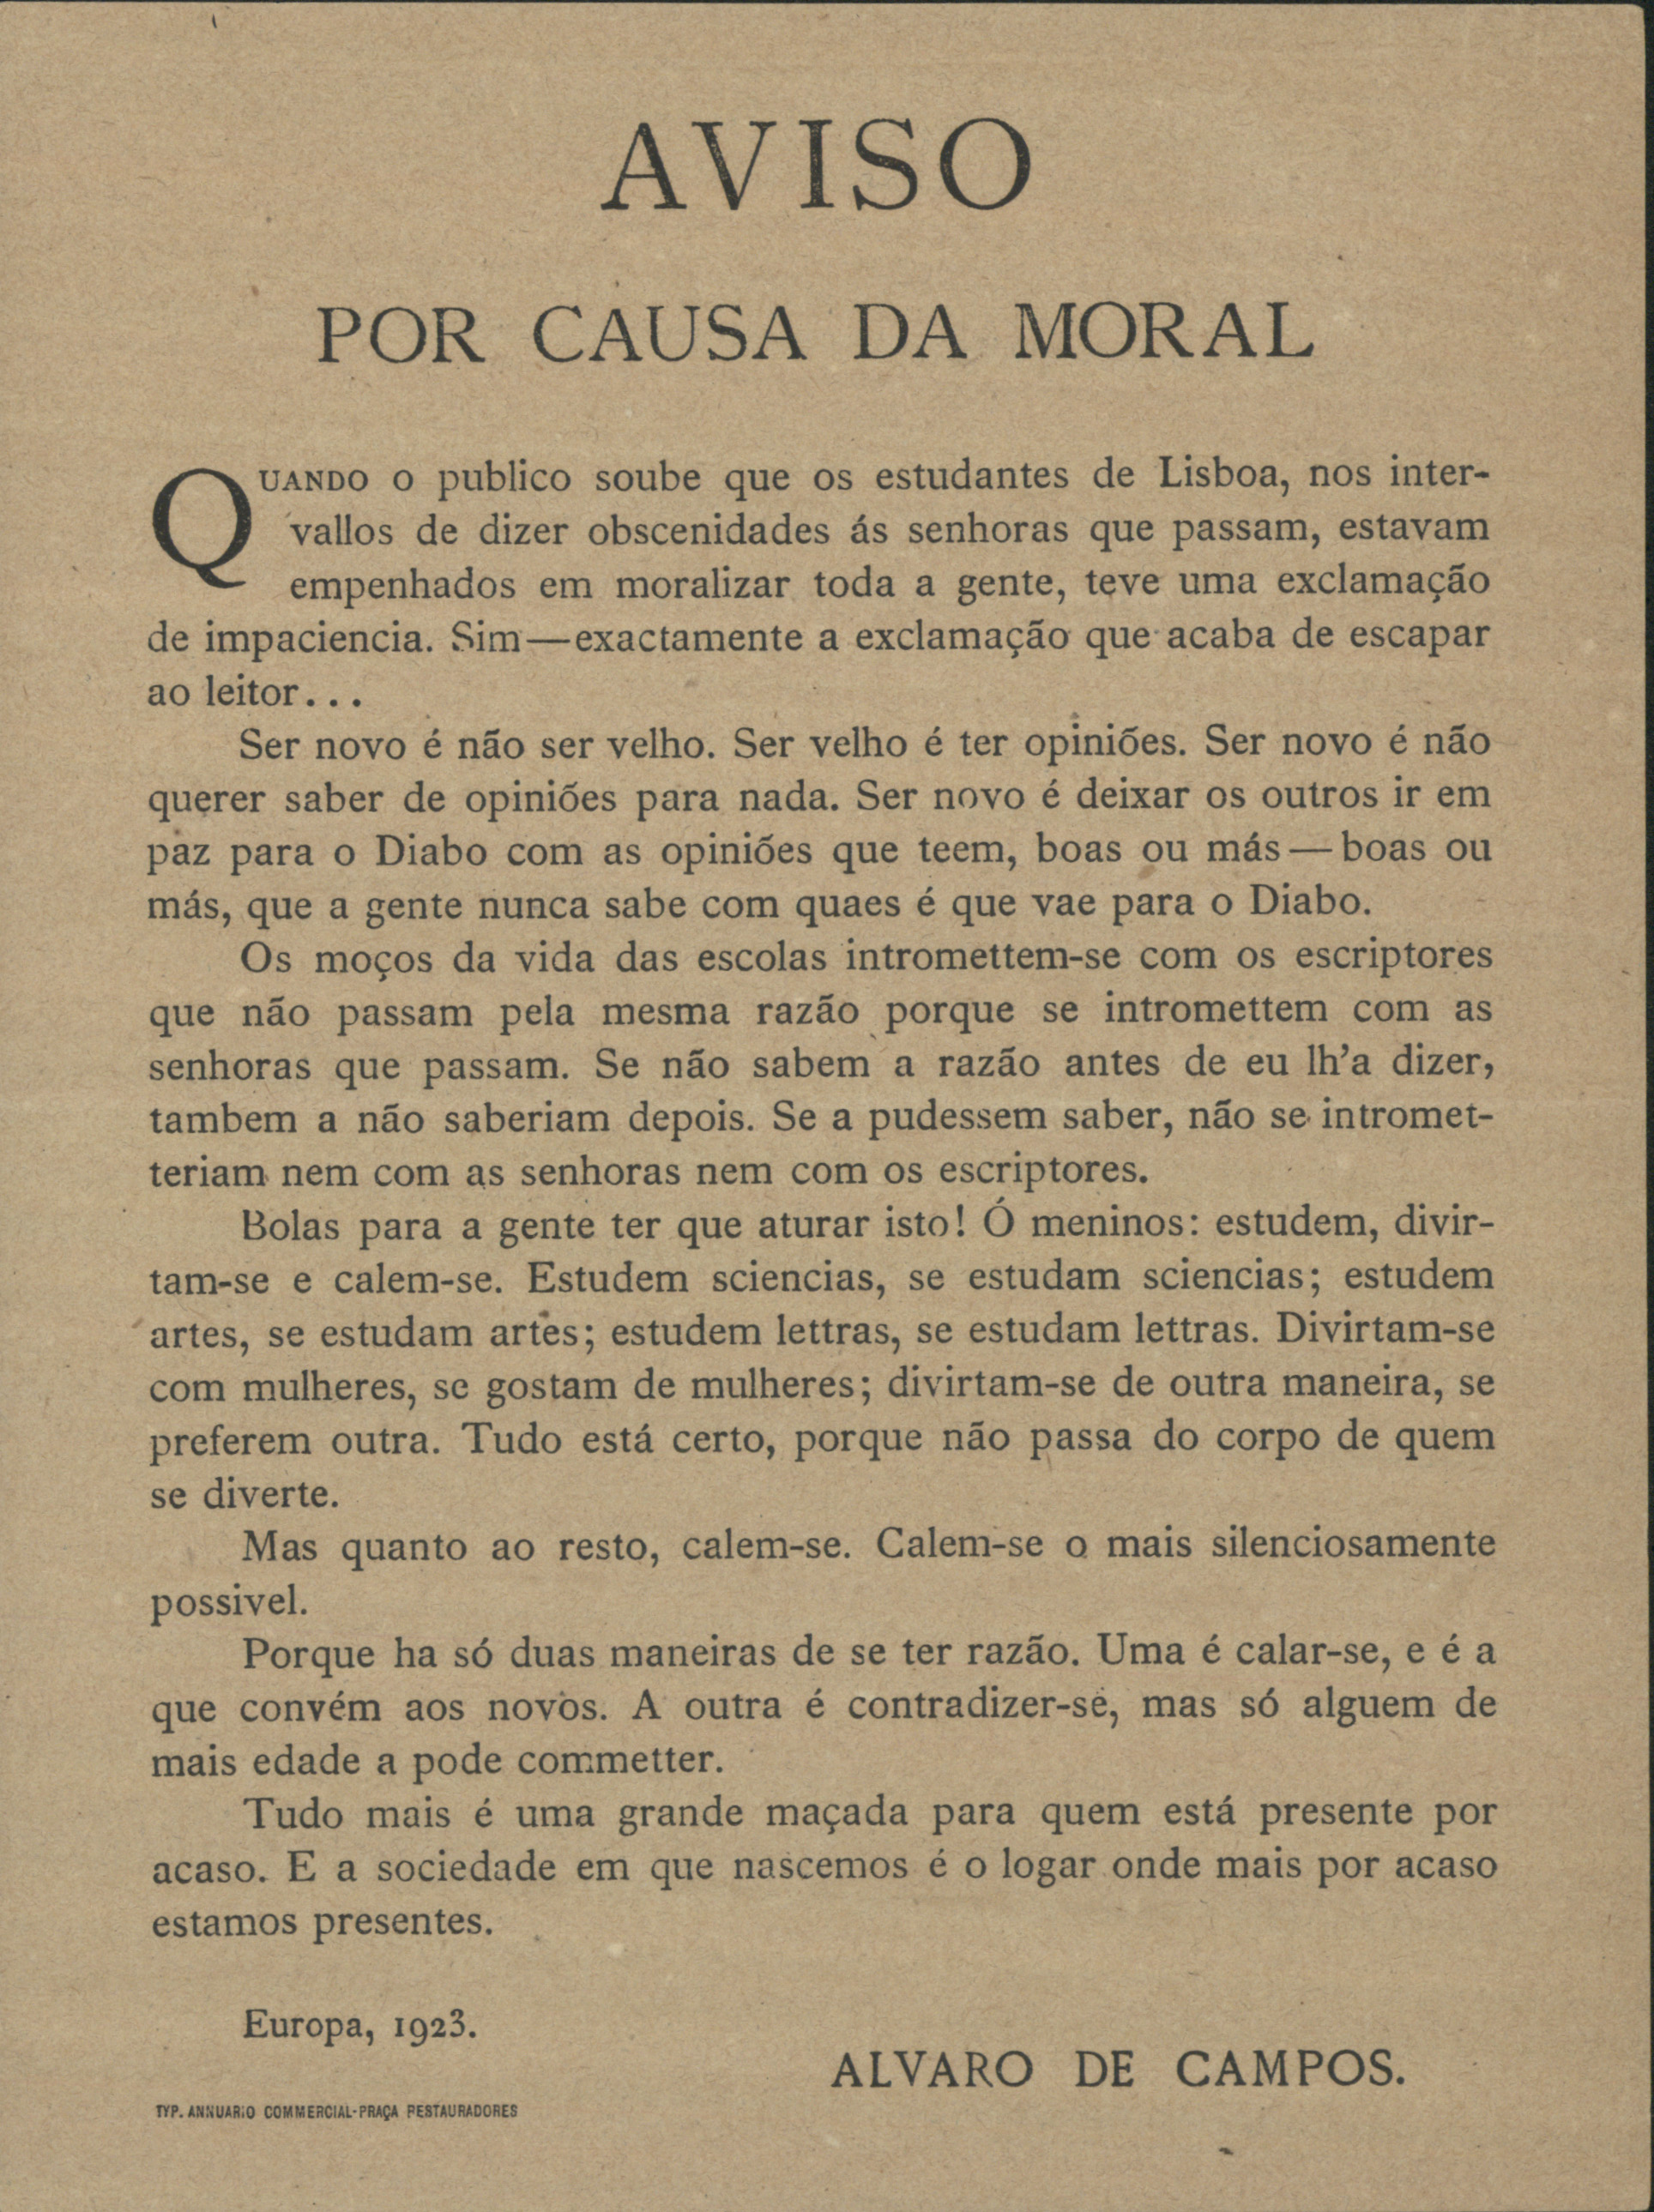 AVISO
POR CAUSA DA MORAL
QUANDO o publico soube que os estudantes de Lisboa, nos inter-
vallos de dizer obscenidades ás senhoras que passam, estavam
empenhados em moralizar toda a gente, teve uma exclamação
de impaciencia. Sim—exactamente a exclamação que acaba de escapar
ao leitor...
Ser novo é não ser velho. Ser velho é ter opiniões. Ser novo é não
querer saber de opiniões para nada. Ser novo é deixar os outros ir em
paz para o Diabo com as opiniões que teem, boas ou más — boas ou
más, que a gente nunca sabe com quaes é que vae para o Diabo.
Os moços da vida das escolas intromettem-se com os escriptores
que não passam pela mesma razão porque se intromettem com as
senhoras que passam. Se não sabem a razão antes de eu lh'a dizer,
tambem a não saberiam depois. Se a pudessem saber, não se intromet-
teriam nem com as senhoras nem com os escriptores.
Bolas para a gente ter que aturar isto! Ó meninos: estudem, divir-
tam-se e calem-se. Estudem sciencias, se estudam sciencias; estudem
artes, se estudam artes; estudem lettras, se estudam lettras. Divirtam-se
com mulheres, se gostam de mulheres; divirtam-se de outra maneira, se
preferem outra. Tudo está certo, porque não passa do corpo de quem
se diverte.
Mas quanto ao resto, calem-se. Calem-se o mais silenciosamente
possivel.
Porque ha só duas maneiras de se ter razão. Uma é calar-se, e é a
que convém aos novos. A outra é contradizer-se, mas só alguem de
mais edade a pode commetter.
Tudo mais é uma grande maçada para quem está presente por
acaso. E a sociedade em que nascemos é o logar onde mais por acaso
estamos presentes.
Europa, 1923.
ALVARO DE CAMPOS.
TYP. ANNUARIO COMMERCIAL-PRAÇA RESTAURADORES